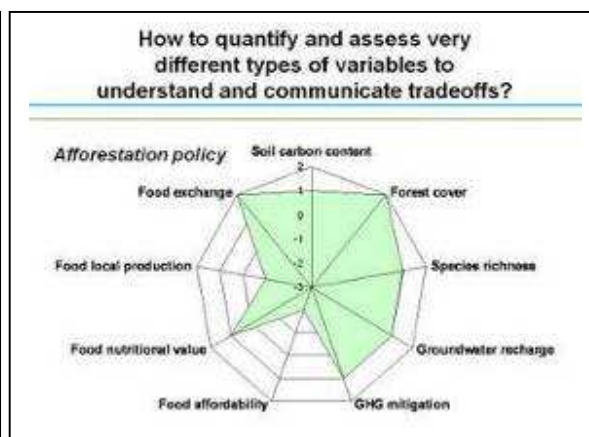 How to quantify and assess very
different types of variables to
understand and communicate tradeoffs?
Afforestation policy
Soil carbon content
2
Food exchange
1
Forest cover
0
-1
Food local production
-2
Species richness
-3
Food nutritional value
Groundwater recharge
Food affordability
GHG mitigation